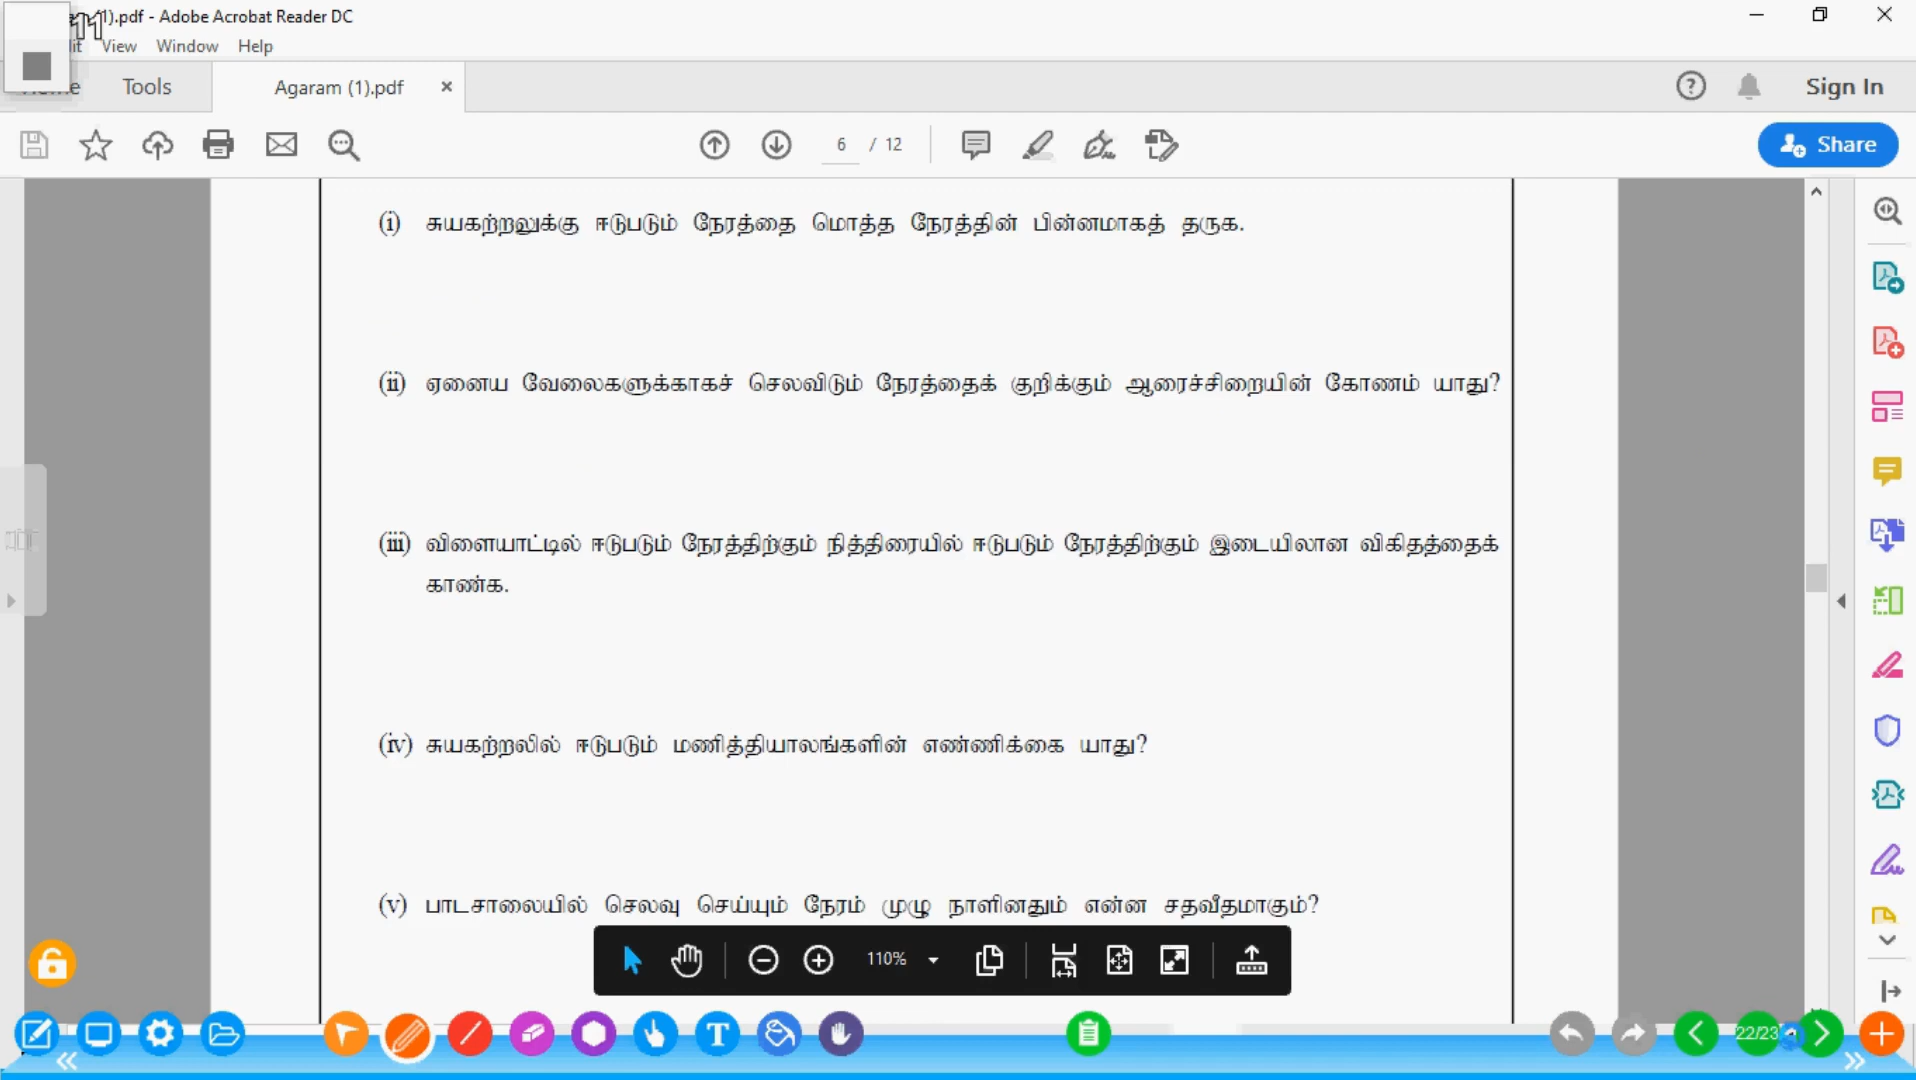 (1).pdf - Adobe Acrobat Reader DC
View Window Help
Tools Agaram (1).pdf Sign In
6 / 12 Share
(i) சுயகற்றலுக்கு ஈடுபடும் நேரத்தை மொத்த நேரத்தின் பின்னமாகத் தருக.
(ii) ஏனைய வேலைகளுக்காகச் செலவிடும் நேரத்தைக் குறிக்கும் ஆரைச்சிறையின் கோணம் யாது?
(iii) விளையாட்டில் ஈடுபடும் நேரத்திற்கும் நித்திரையில் ஈடுபடும் நேரத்திற்கும் இடையிலான விகிதத்தைக்
காண்க.
(iv) சுயகற்றலில் ஈடுபடும் மணித்தியாலங்களின் எண்ணிக்கை யாது?
(v) பாடசாலையில் செலவு செய்யும் நேரம் முழு நாளினதும் என்ன சதவீதமாகும்?
110%
22/23